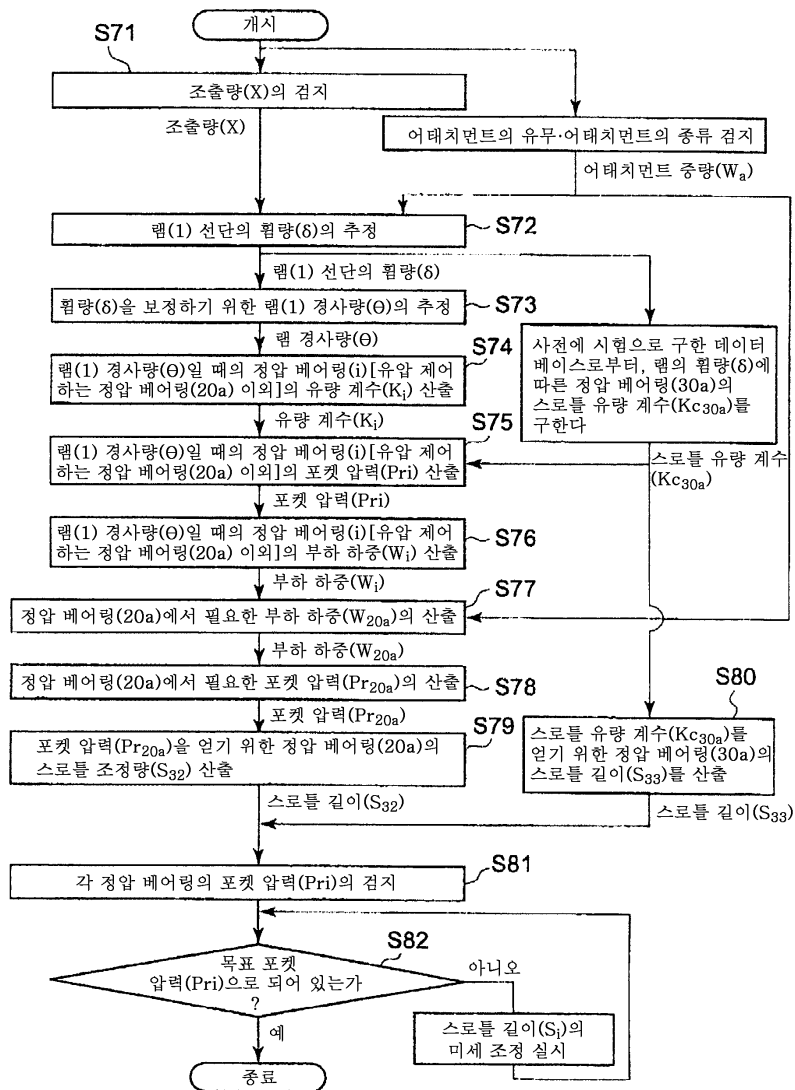 개시
S71
조출량(X)의 검지
조출량(X)
어태치먼트의 유무·어태치먼트의 종류 검지
어태치먼트 중량(Wa)
램(1) 선단의 휨량(δ)의 추정
S72
램(1) 선단의 휨량(δ)
휨량(δ)을 보정하기 위한 램(1) 경사량(Θ)의 추정
S73
램 경사량(Θ)
S74
램(1) 경사량(Θ)일 때의 정압 베어링(i)[유압 제어
하는 정압 베어링(20a) 이외]의 유량 계수(Ki) 산출
사전에 시험으로 구한 데이터
베이스로부터, 램의 휨량(δ)에
따른 정압 베어링(30a)의
스로틀 유량 계수(Kc30a)를
구한다
유량 계수(Ki)
S75
램(1) 경사량(Θ)일 때의 정압 베어링(i)[유압 제어
하는 정압 베어링(20a) 이외]의 포켓 압력(Pri) 산출
스로틀 유량 계수
(Kc30a)
포켓 압력(Pri)
램(1) 경사량(Θ)일 때의 정압 베어링(i)[유압 제어
하는 정압 베어링(20a) 이외]의 부하 하중(Wi) 산출
S76
부하 하중(Wi)
S77
정압 베어링(20a)에서 필요한 부하 하중(W20a)의 산출
부하 하중(W20a)
정압 베어링(20a)에서 필요한 포켓 압력(Pr20a)의 산출
S78
포켓 압력(Pr20a)
S79
포켓 압력(Pr20a)을 얻기 위한 정압 베어링(20a)의
스로틀 조정량(S32) 산출
S80
스로틀 유량 계수(Kc30a)를
얻기 위한 정압 베어링(30a)의
스로틀 길이(S33)를 산출
스로틀 길이(S32)
스로틀 길이(S33)
각 정압 베어링의 포켓 압력(Pri)의 검지
S81
S82
목표 포켓
압력(Pri)으로 되어 있는가
?
아니오
예
스로틀 길이(Si)의
미세 조정 실시
종료